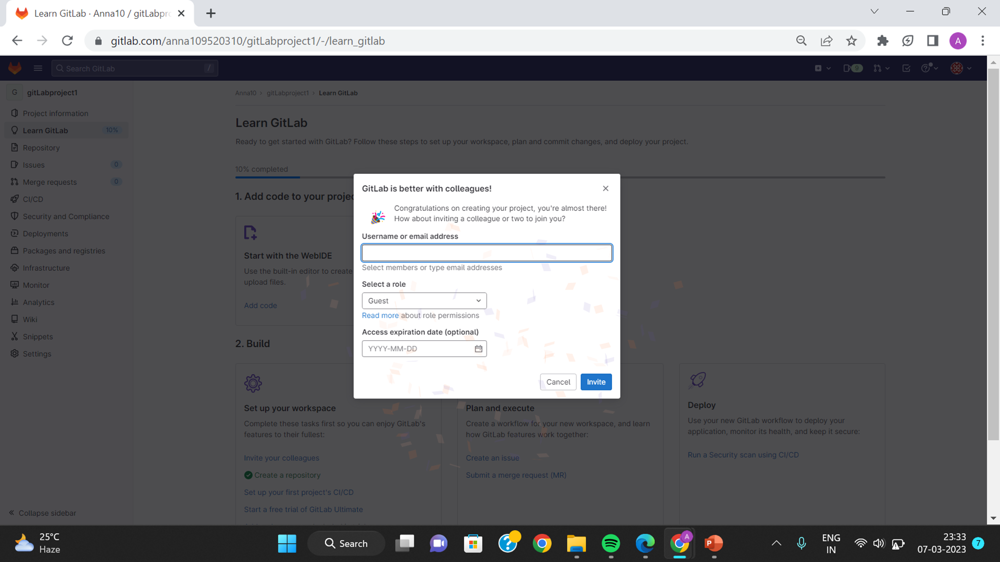 Learn GitLab · Anna10 / gitLabpro
gitlab.com/anna109520310/gitLabproject1/-/learn_gitlab
A
Search GitLab
/
9
G
gitLabproject1
Project information
Learn GitLab
10%
Repository
Issues
0
Merge requests
0
CI/CD
Security and Compliance
Deployments
Packages and registries
Infrastructure
Monitor
Analytics
Wiki
Snippets
Settings
Collapse sidebar
Anna10 › gitLabproject1 › Learn GitLab
Learn GitLab
Ready to get started with GitLab? Follow these steps to set up your workspace, plan and commit changes, and deploy your project.
10% completed
1. Add code to your projec
Start with the WebIDE
Use the built-in editor to create
upload files.
Add code
GitLab is better with colleagues!
Congratulations on creating your project, you're almost there!
How about inviting a colleague or two to join you?
Username or email address
Select members or type email addresses
Select a role
Guest
Read more about role permissions
Access expiration date (optional)
YYYY-MM-DD
Cancel
Invite
2. Build
Set up your workspace
Complete these tasks first so you can enjoy GitLab's
features to their fullest:
Invite your colleagues
Create a repository
Set up your first project's CI/CD
Start a free trial of GitLab Ultimate
Plan and execute
Create a workflow for your new workspace, and learn
how GitLab features work together:
Create an issue
Submit a merge request (MR)
Deploy
Use your new GitLab workflow to deploy your
application, monitor its health, and keep it secure:
Run a Security scan using CI/CD
25°C
Haze
Search
A
P
ENG
IN
23:33
07-03-2023
7